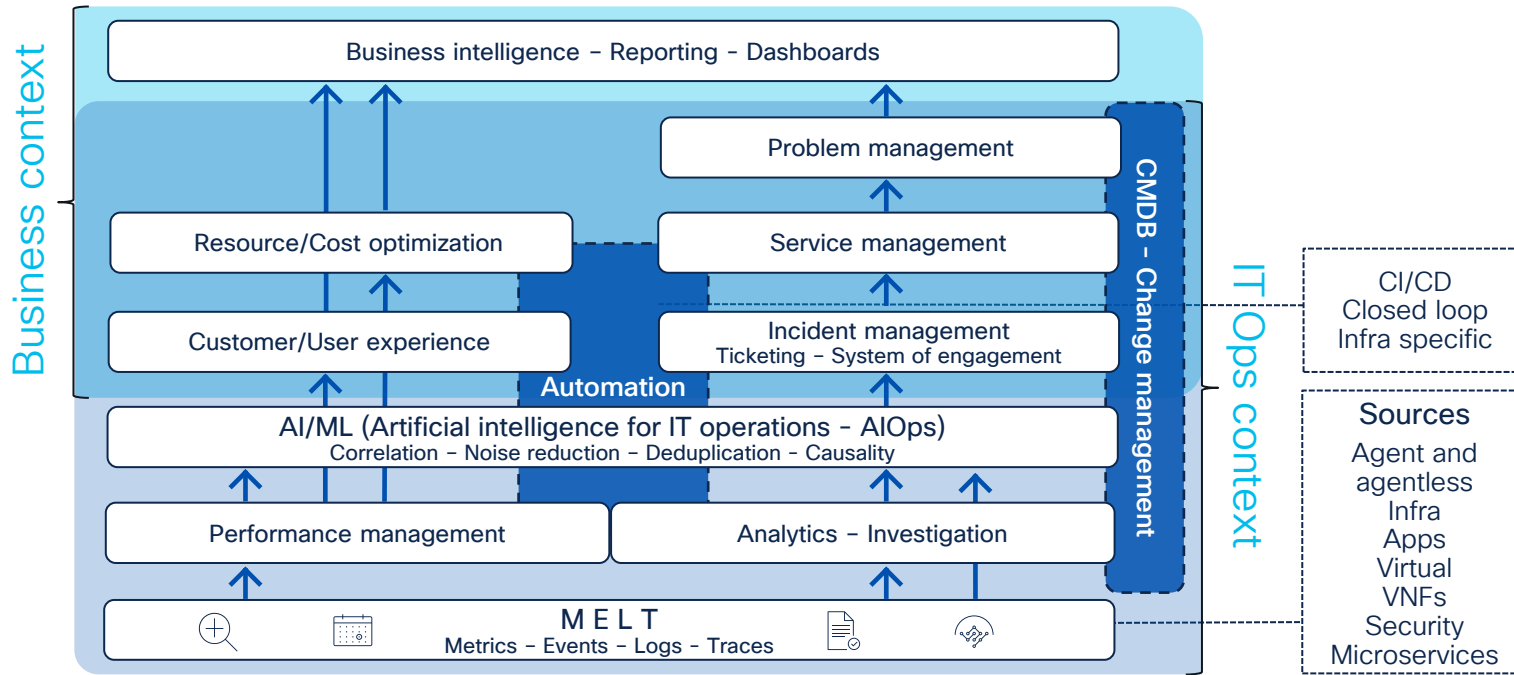 Business context
Business intelligence – Reporting – Dashboards
Problem management
Resource/Cost optimization
Service management
Customer/User experience
Incident management
Ticketing – System of engagement
Automation
AI/ML (Artificial intelligence for IT operations – AIOps)
Correlation – Noise reduction – Deduplication – Causality
Performance management
Analytics – Investigation
M E L T
Metrics – Events – Logs – Traces
CMDB – Change management
IT Ops context
CI/CD
Closed loop
Infra specific
Sources
Agent and
agentless
Infra
Apps
Virtual
VNFs
Security
Microservices